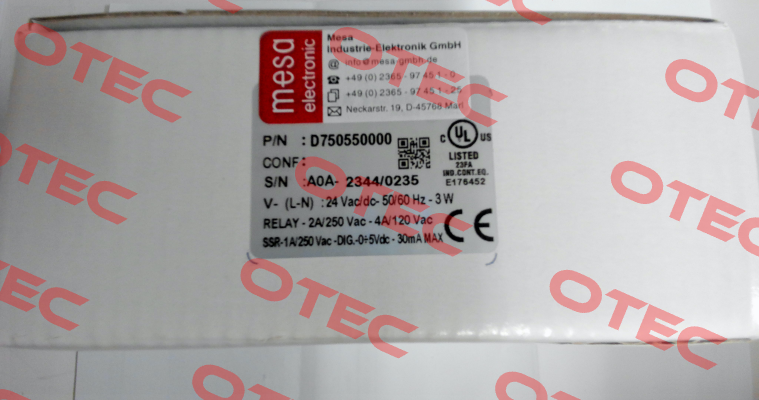 mesa
electronic
Mesa
Industrie-Elektronik GmbH
info@mesa-gmbh.de
+49 (0) 2365 - 97 45 1 - 0
+49 (0) 2365 - 97 45 1 - 25
Neckarstr. 19, D-45768 Marl
P/N : D750550000
CONF :
S/N : A0A- 2344/0235
V~ (L-N) : 24 Vac/dc- 50/60 Hz - 3 W
RELAY - 2A/250 Vac - 4A/120 Vac
SSR-1A/250 Vac -DIG.-0÷5Vdc - 30mA MAX
C UL US
LISTED
23FA
IND.CONT.EQ.
E176452
CE
OTEC
OTEC
OTEC
OTEC
OTEC
OTEC
OTEC
OTEC
OTEC